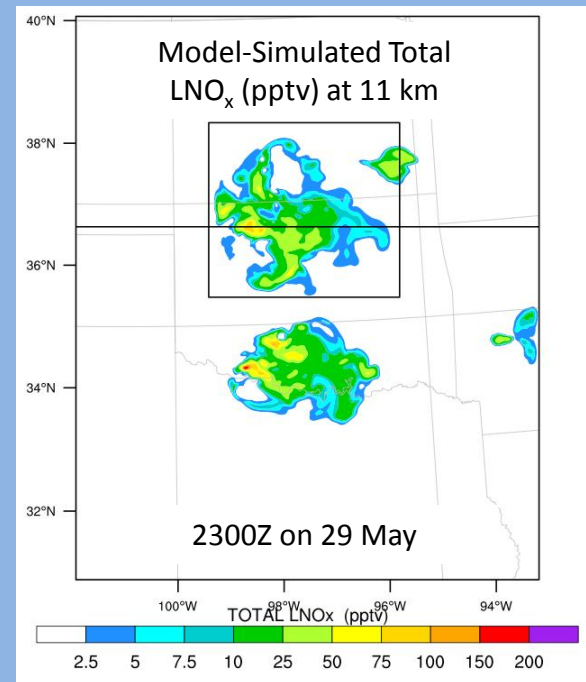 Model-Simulated Total
LNOx (pptv) at 11 km
40°N
38°N
36°N
34°N
32°N
2300Z on 29 May
100°W 98°W 96°W 94°W
TOTAL LNOx (pptv)
2.5 5 7.5 10 25 50 75 100 150 200